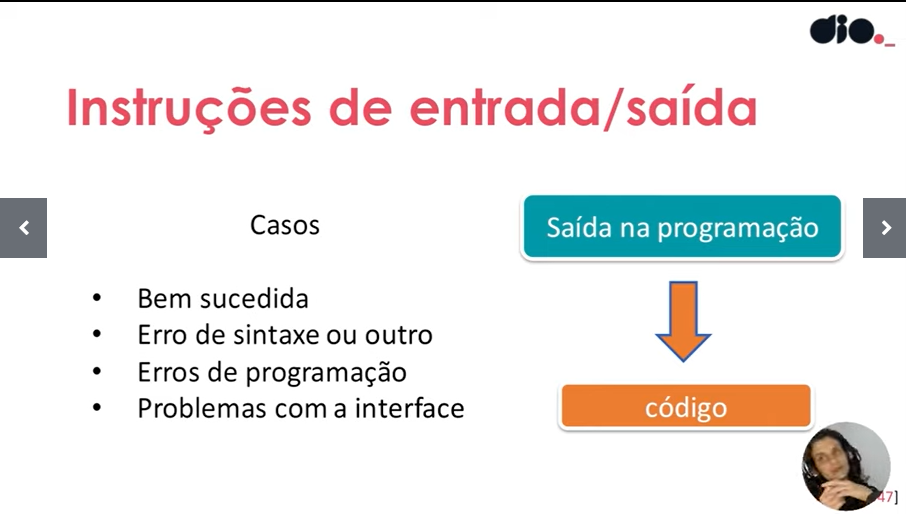 dio._
Instruções de entrada/saída
Casos
• Bem sucedida
• Erro de sintaxe ou outro
• Erros de programação
• Problemas com a interface
Saída na programação
código
47]